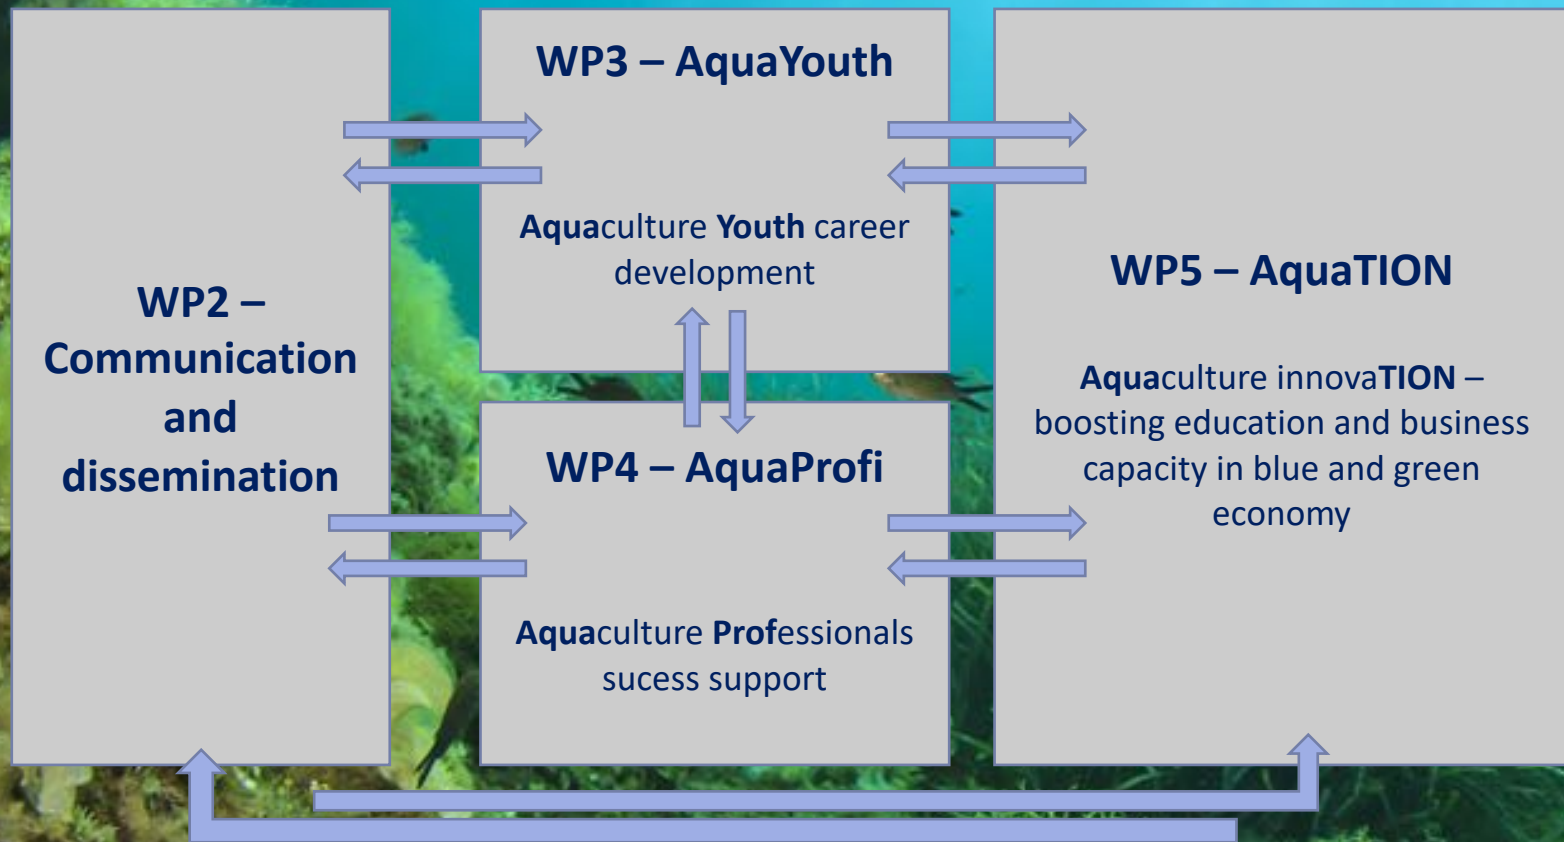 WP2 –
Communication
and
dissemination
WP3 – AquaYouth
Aquaculture Youth career
development
WP4 – AquaProfi
Aquaculture Professionals
sucess support
WP5 – AquaTION
Aquaculture innovaTION –
boosting education and business
capacity in blue and green
economy